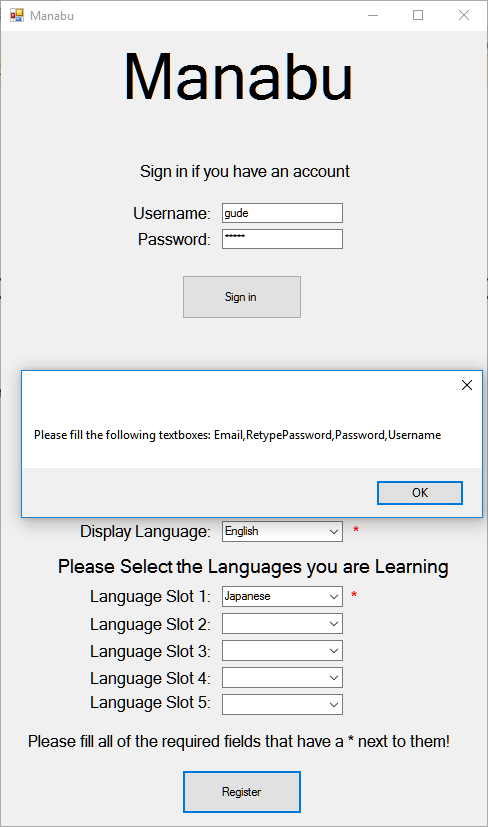 Manabu
Manabu
Sign in if you have an account
Username: gude
Password: *****
Sign in
Please fill the following textboxes: Email,RetypePassword,Password,Username
OK
Display Language: English *
Please Select the Languages you are Learning
Language Slot 1: Japanese *
Language Slot 2:
Language Slot 3:
Language Slot 4:
Language Slot 5:
Please fill all of the required fields that have a * next to them!
Register